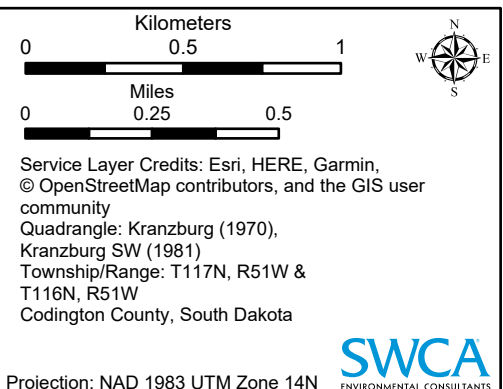 Kilometers
0 0.5 1
N
W E
S
Miles
0 0.25 0.5
Service Layer Credits: Esri, HERE, Garmin,
© OpenStreetMap contributors, and the GIS user
community
Quadrangle: Kranzburg (1970),
Kranzburg SW (1981)
Township/Range: T117N, R51W &
T116N, R51W
Codington County, South Dakota
SWCA
ENVIRONMENTAL CONSULTANTS
Projection: NAD 1983 UTM Zone 14N